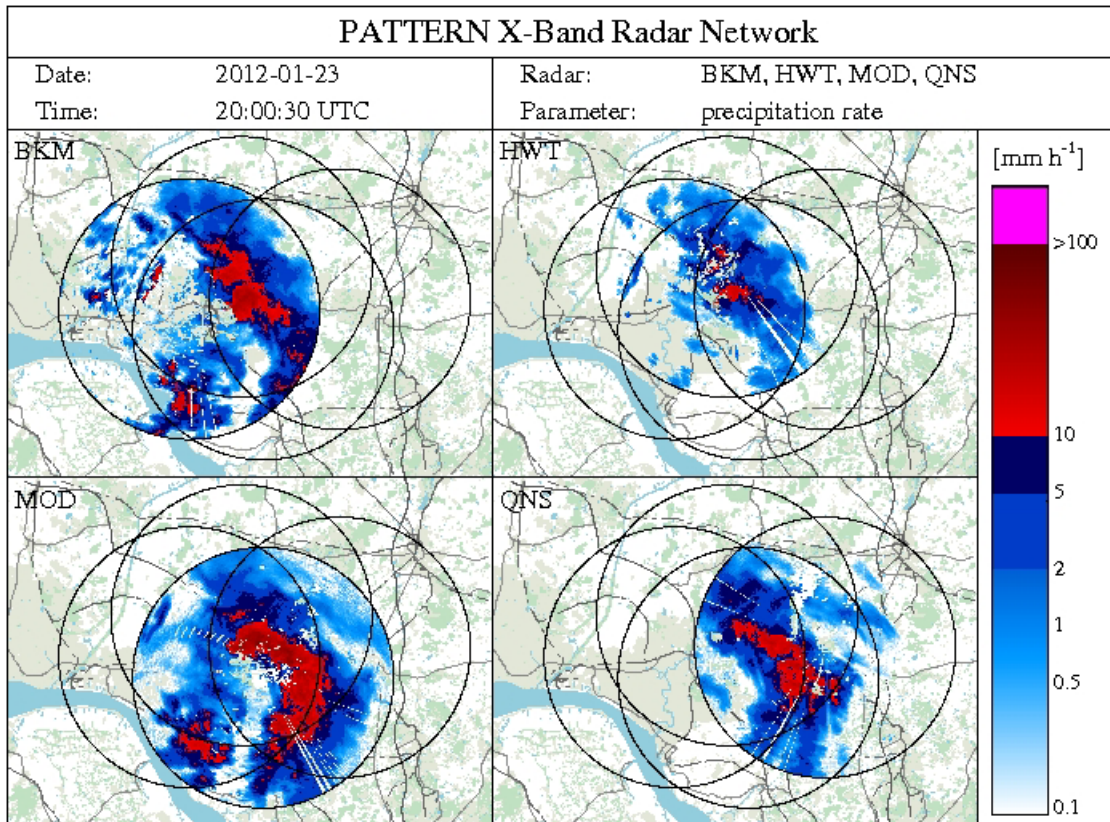 PATTERN X-Band Radar Network
Date: 2012-01-23 Radar: BKM, HWT, MOD, QNS
Time: 20:00:30 UTC Parameter: precipitation rate
BKM HWT [mm h⁻¹]
>100
10
MOD QNS
5
2
1
0.5
0.1